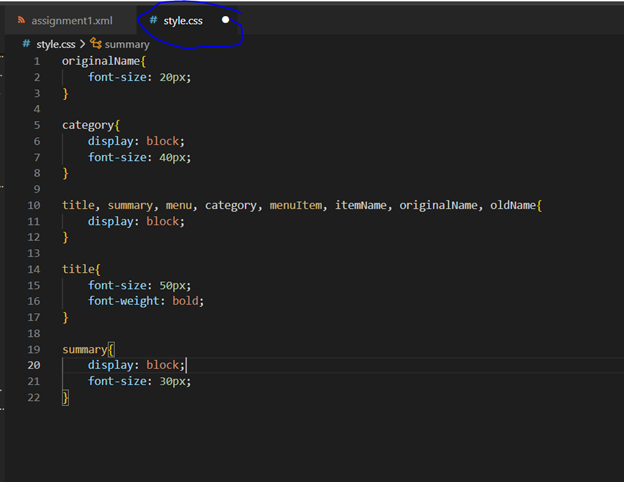 assignment1.xml # style.css
# style.css > summary
1 originalName{
2 font-size: 20px;
3 }
4
5 category{
6 display: block;
7 font-size: 40px;
8 }
9
10 title, summary, menu, category, menuItem, itemName, originalName, oldName{
11 display: block;
12 }
13
14 title{
15 font-size: 50px;
16 font-weight: bold;
17 }
18
19 summary{
20 display: block;
21 font-size: 30px;
22 }